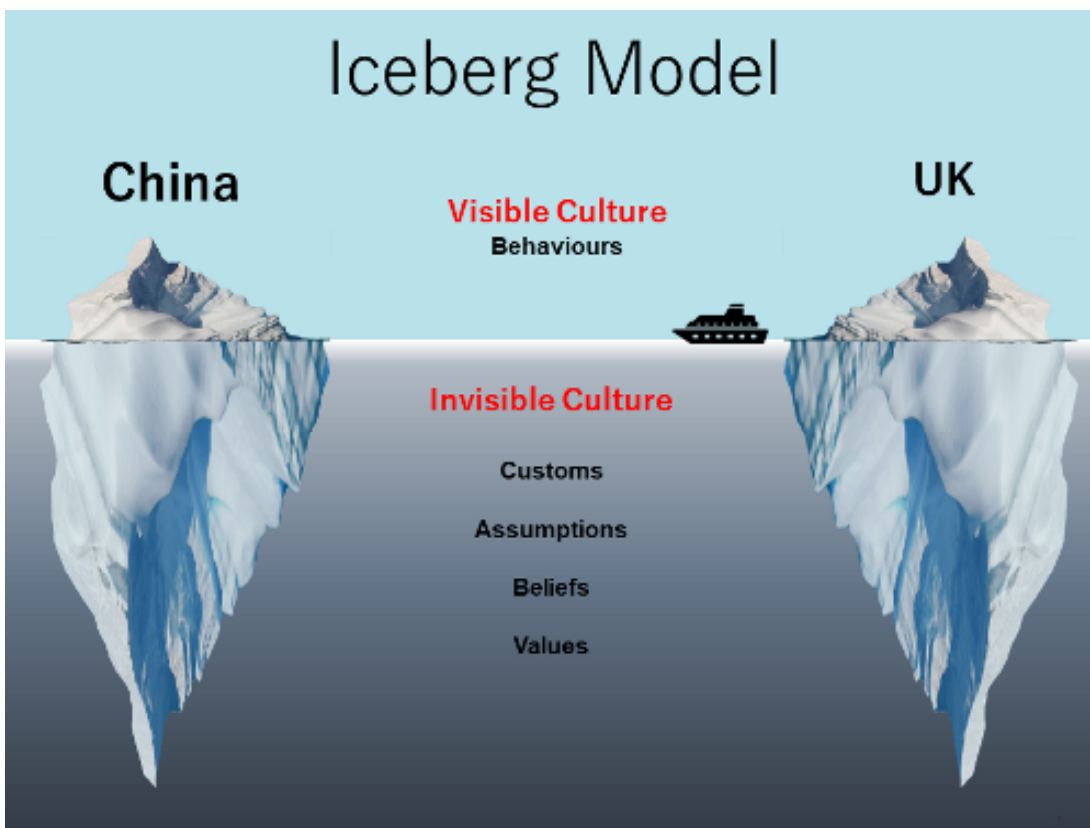 Iceberg Model
China
UK
Visible Culture
Behaviours
Invisible Culture
Customs
Assumptions
Beliefs
Values